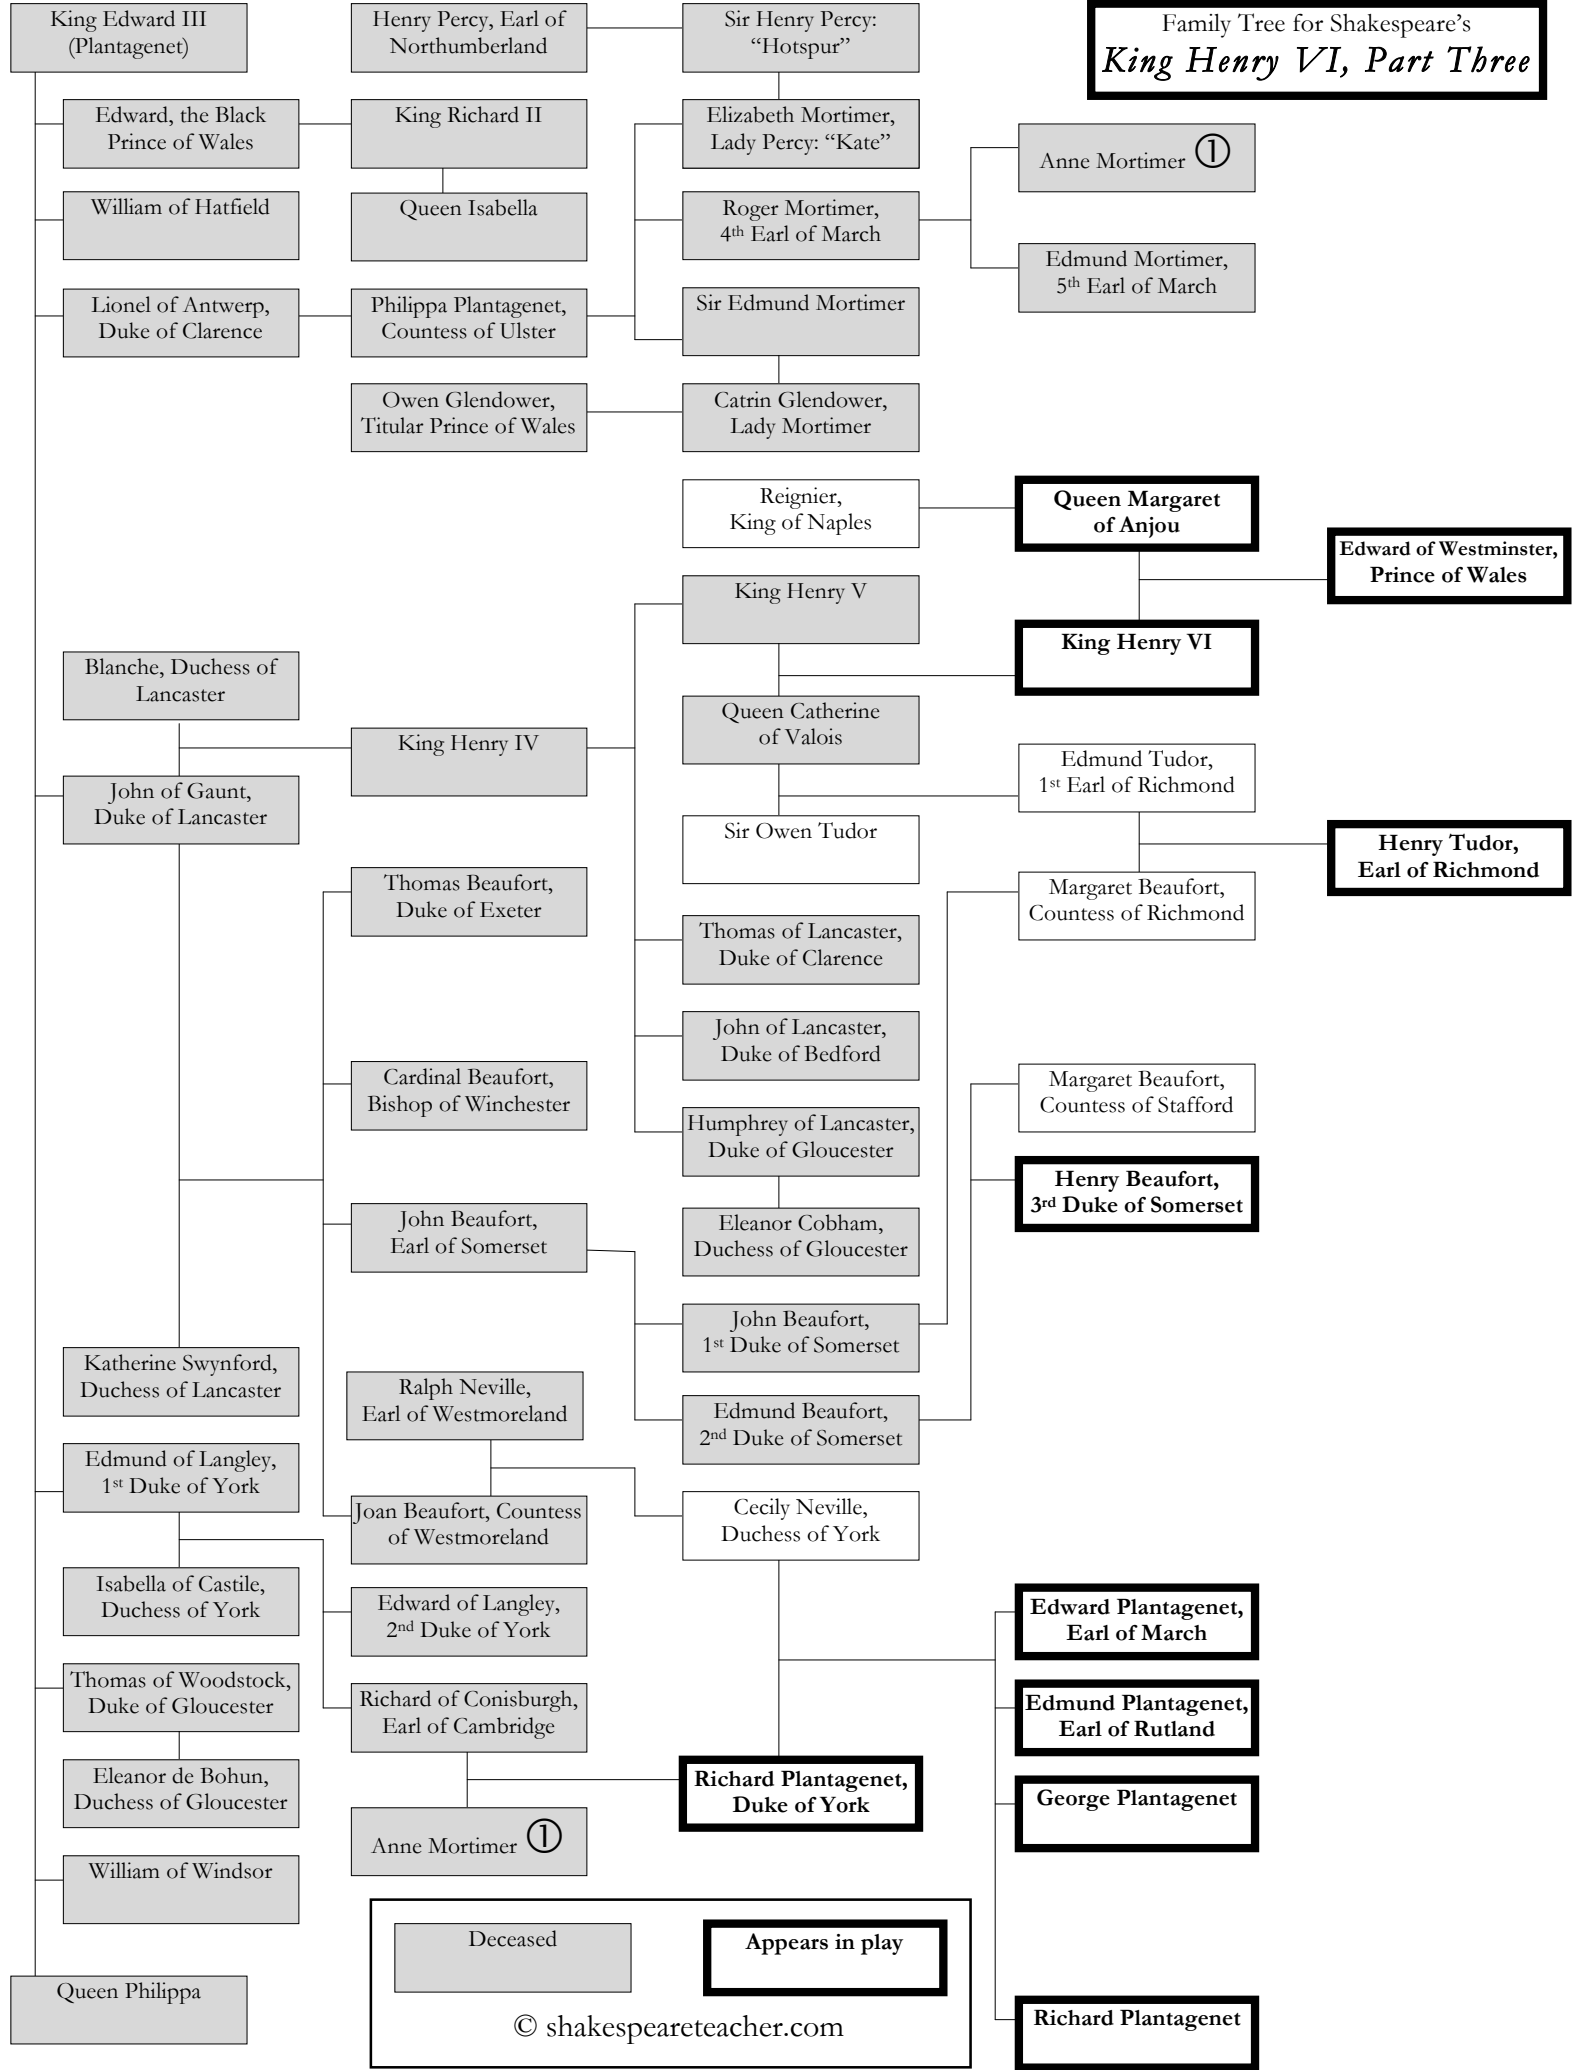 King Edward III
(Plantagenet)
Henry Percy, Earl of
Northumberland
Sir Henry Percy:
“Hotspur”
Family Tree for Shakespeare’s
King Henry VI, Part Three
Edward, the Black
Prince of Wales
King Richard II
Elizabeth Mortimer,
Lady Percy: “Kate”
Anne Mortimer ①
William of Hatfield
Queen Isabella
Roger Mortimer,
4th Earl of March
Edmund Mortimer,
5th Earl of March
Lionel of Antwerp,
Duke of Clarence
Philippa Plantagenet,
Countess of Ulster
Sir Edmund Mortimer
Owen Glendower,
Titular Prince of Wales
Catrin Glendower,
Lady Mortimer
Reignier,
King of Naples
Queen Margaret
of Anjou
Edward of Westminster,
Prince of Wales
King Henry V
King Henry VI
Blanche, Duchess of
Lancaster
Queen Catherine
of Valois
King Henry IV
Edmund Tudor,
1st Earl of Richmond
John of Gaunt,
Duke of Lancaster
Sir Owen Tudor
Henry Tudor,
Earl of Richmond
Thomas Beaufort,
Duke of Exeter
Margaret Beaufort,
Countess of Richmond
Thomas of Lancaster,
Duke of Clarence
John of Lancaster,
Duke of Bedford
Cardinal Beaufort,
Bishop of Winchester
Margaret Beaufort,
Countess of Stafford
Humphrey of Lancaster,
Duke of Gloucester
Henry Beaufort,
3rd Duke of Somerset
John Beaufort,
Earl of Somerset
Eleanor Cobham,
Duchess of Gloucester
John Beaufort,
1st Duke of Somerset
Katherine Swynford,
Duchess of Lancaster
Ralph Neville,
Earl of Westmoreland
Edmund Beaufort,
2nd Duke of Somerset
Edmund of Langley,
1st Duke of York
Joan Beaufort, Countess
of Westmoreland
Cecily Neville,
Duchess of York
Isabella of Castile,
Duchess of York
Edward of Langley,
2nd Duke of York
Edward Plantagenet,
Earl of March
Thomas of Woodstock,
Duke of Gloucester
Richard of Conisburgh,
Earl of Cambridge
Edmund Plantagenet,
Earl of Rutland
Eleanor de Bohun,
Duchess of Gloucester
Richard Plantagenet,
Duke of York
George Plantagenet
Anne Mortimer ①
William of Windsor
Deceased
Appears in play
Queen Philippa
Richard Plantagenet
© shakespeareteacher.com